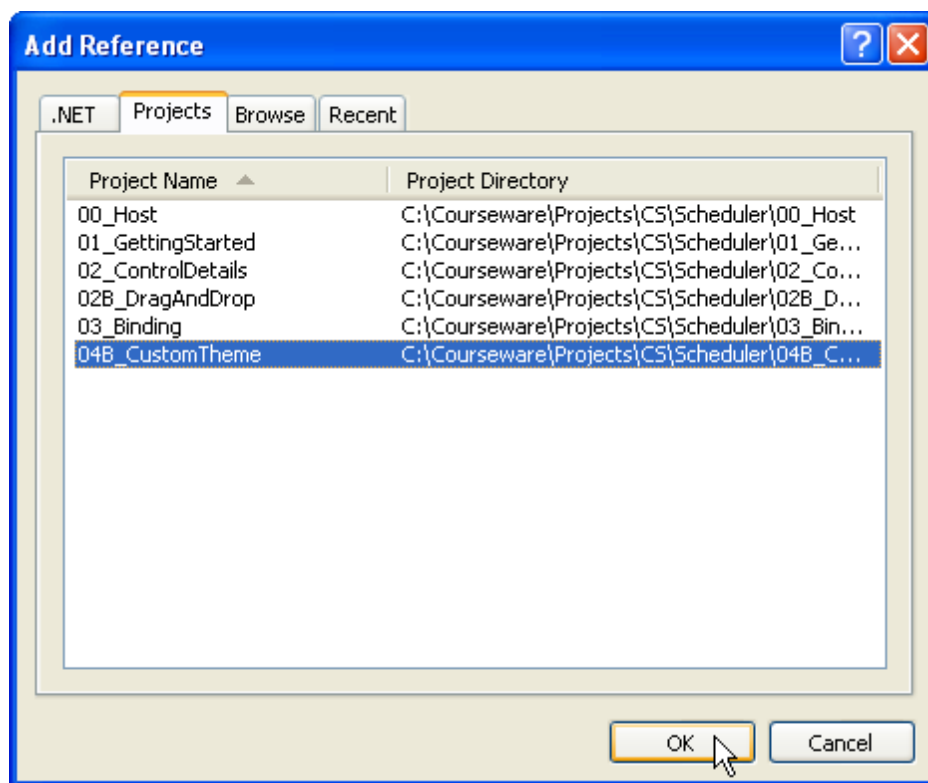 Add Reference
.NET Projects Browse Recent
Project Name Project Directory
00_Host C:\Courseware\Projects\CS\Scheduler\00_Host
01_GettingStarted C:\Courseware\Projects\CS\Scheduler\01_Ge...
02_ControlDetails C:\Courseware\Projects\CS\Scheduler\02_Co...
02B_DragAndDrop C:\Courseware\Projects\CS\Scheduler\02B_D...
03_Binding C:\Courseware\Projects\CS\Scheduler\03_Bin...
04B_CustomTheme C:\Courseware\Projects\CS\Scheduler\04B_C...
OK Cancel